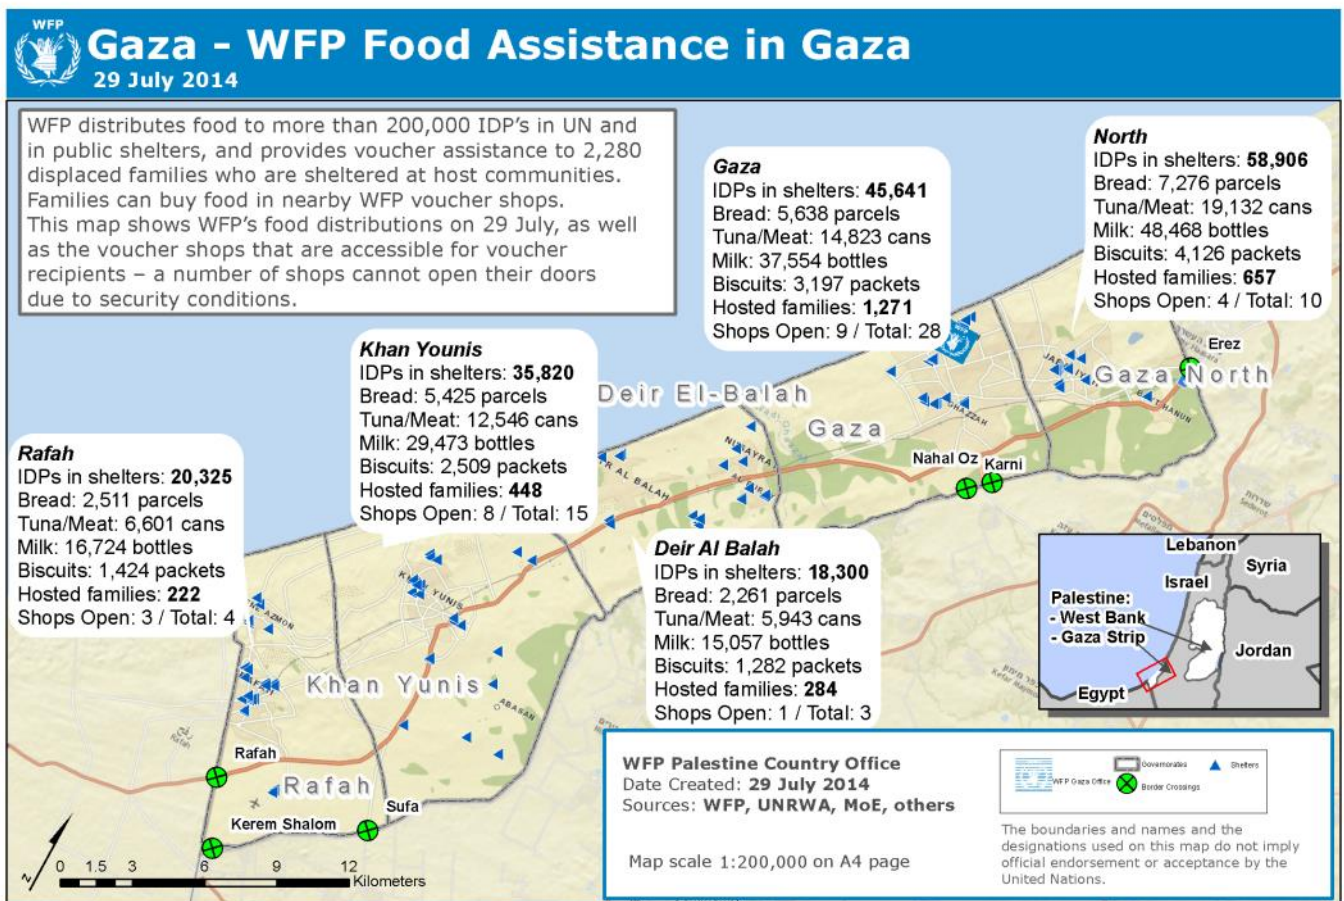 WFP
Gaza - WFP Food Assistance in Gaza
29 July 2014
WFP distributes food to more than 200,000 IDP's in UN and
in public shelters, and provides voucher assistance to 2,280
displaced families who are sheltered at host communities.
Families can buy food in nearby WFP voucher shops.
This map shows WFP's food distributions on 29 July, as well
as the voucher shops that are accessible for voucher
recipients – a number of shops cannot open their doors
due to security conditions.
North
IDPs in shelters: 58,906
Bread: 7,276 parcels
Tuna/Meat: 19,132 cans
Milk: 48,468 bottles
Biscuits: 4,126 packets
Hosted families: 657
Shops Open: 4 / Total: 10
Gaza
IDPs in shelters: 45,641
Bread: 5,638 parcels
Tuna/Meat: 14,823 cans
Milk: 37,554 bottles
Biscuits: 3,197 packets
Hosted families: 1,271
Shops Open: 9 / Total: 28
Khan Younis
IDPs in shelters: 35,820
Bread: 5,425 parcels
Tuna/Meat: 12,546 cans
Milk: 29,473 bottles
Biscuits: 2,509 packets
Hosted families: 448
Shops Open: 8 / Total: 15
Rafah
IDPs in shelters: 20,325
Bread: 2,511 parcels
Tuna/Meat: 6,601 cans
Milk: 16,724 bottles
Biscuits: 1,424 packets
Hosted families: 222
Shops Open: 3 / Total: 4
Deir Al Balah
IDPs in shelters: 18,300
Bread: 2,261 parcels
Tuna/Meat: 5,943 cans
Milk: 15,057 bottles
Biscuits: 1,282 packets
Hosted families: 284
Shops Open: 1 / Total: 3
WFP
Erez
Gaza North
Deir El-Balah
Gaza
Nahal Oz
Karni
AL BALAH
KHAN YUNIS
Khan Yunis
ABASAN
Rafah
Rafah
Sufa
Kerem Shalom
שדרות
Sederot
رفح
Rafah
Lebanon
Syria
Israel
Palestine:
- West Bank
- Gaza Strip
Jordan
Egypt
N
0 1.5 3 6 9 12
Kilometers
WFP Palestine Country Office
Date Created: 29 July 2014
Sources: WFP, UNRWA, MoE, others
Map scale 1:200,000 on A4 page
WFP Gaza Office
Governorates
Shelters
Border Crossings
The boundaries and names and the
designations used on this map do not imply
official endorsement or acceptance by the
United Nations.